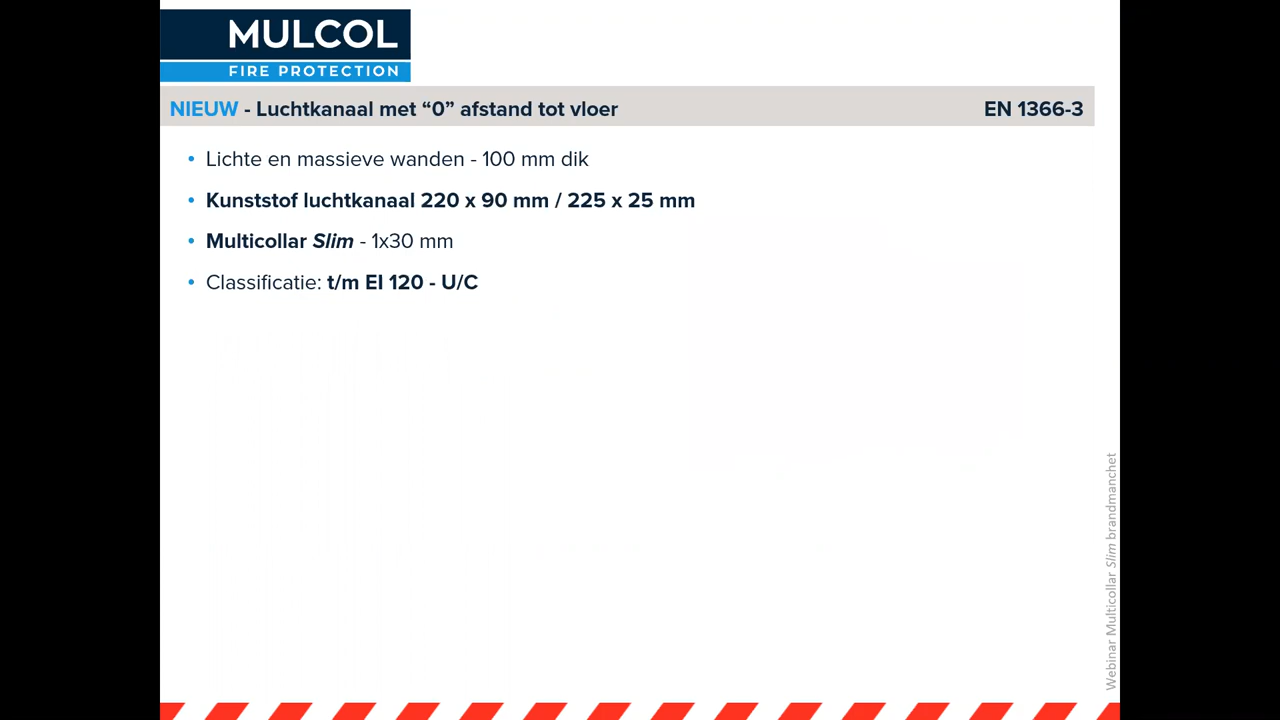 MULCOL
FIRE PROTECTION
NIEUW - Luchtkanaal met “0” afstand tot vloer EN 1366-3
• Lichte en massieve wanden - 100 mm dik
• Kunststof luchtkanaal 220 x 90 mm / 225 x 25 mm
• Multicollar Slim - 1x30 mm
• Classificatie: t/m EI 120 - U/C
Webinar Multicollar Slim brandmanchet